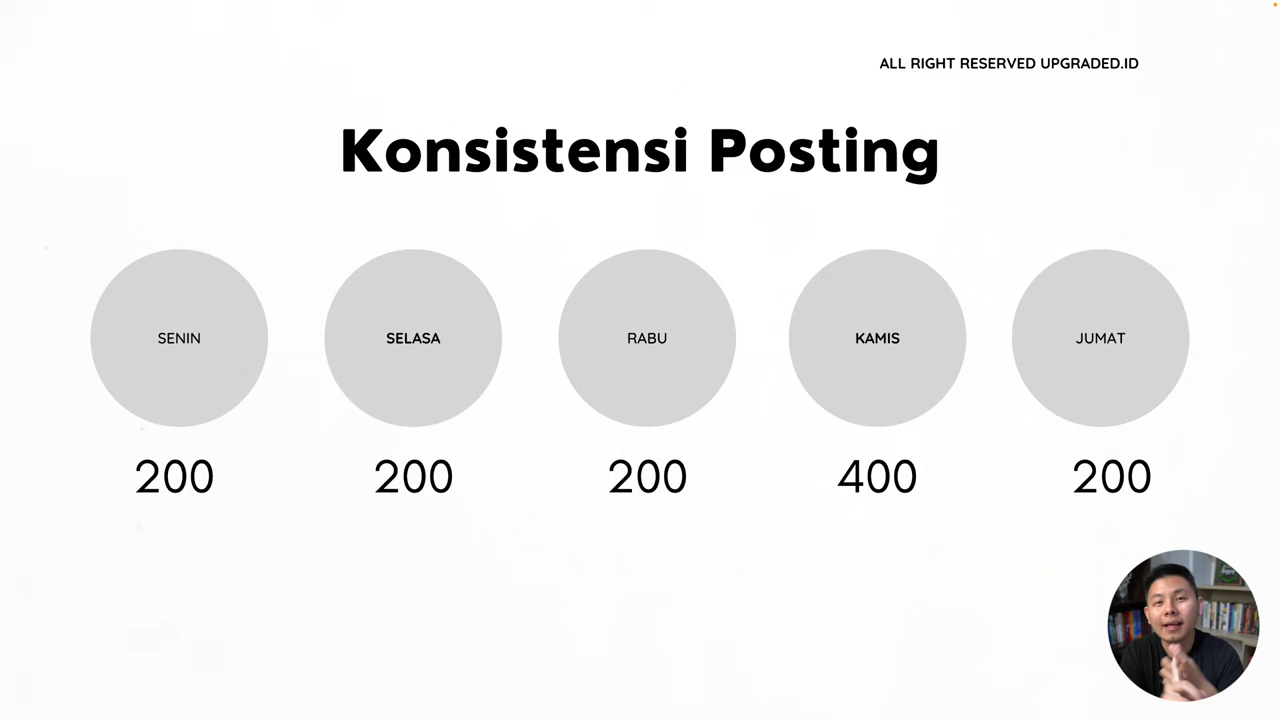 ALL RIGHT RESERVED UPGRADED.ID
Konsistensi Posting
SENIN SELASA RABU KAMIS JUMAT
200 200 200 400 200